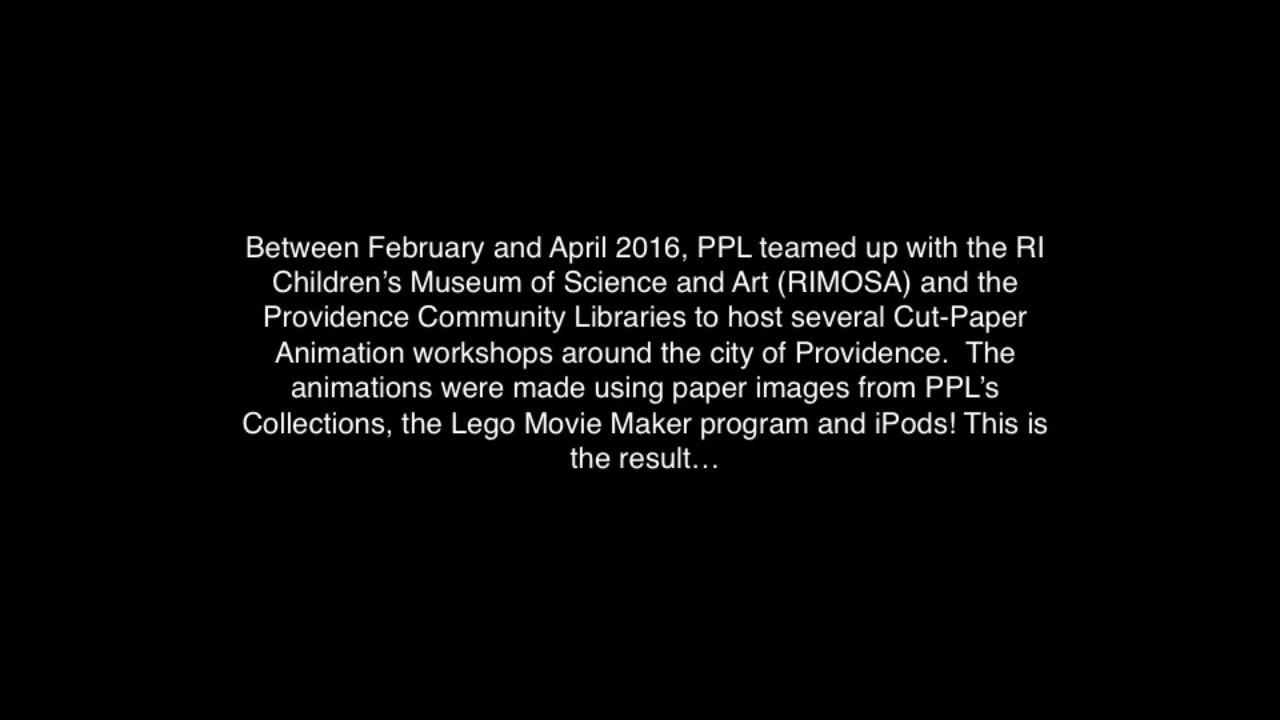 Between February and April 2016, PPL teamed up with the RI
Children’s Museum of Science and Art (RIMOSA) and the
Providence Community Libraries to host several Cut-Paper
Animation workshops around the city of Providence.  The
animations were made using paper images from PPL’s
Collections, the Lego Movie Maker program and iPods! This is
the result…